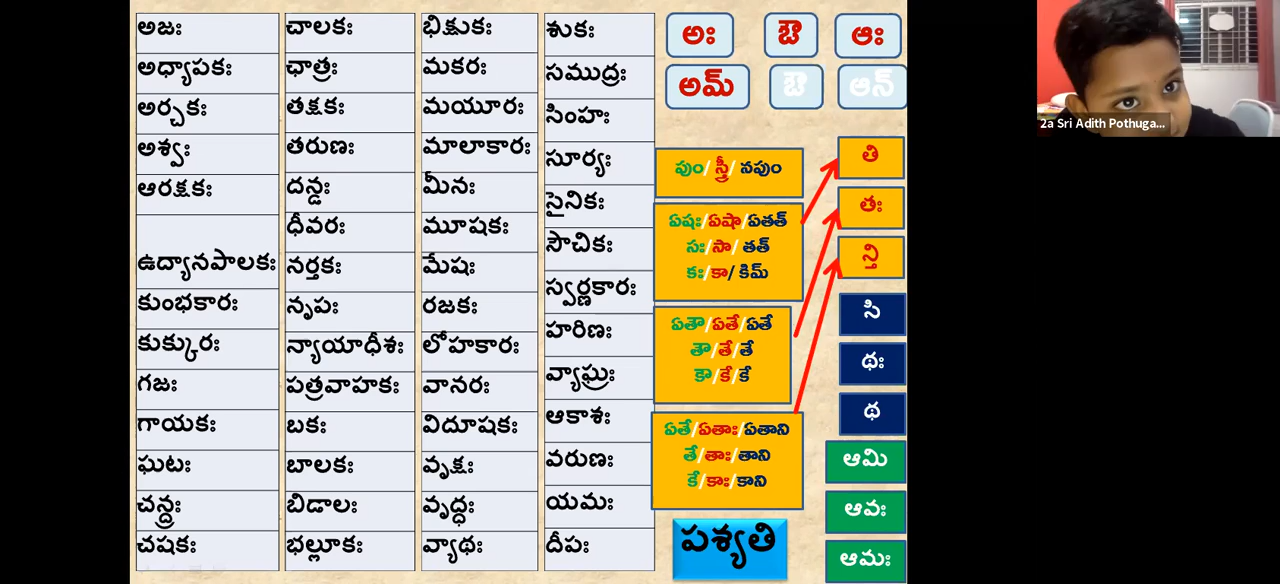 అజః
అధ్యాపకః
అర్చకః
అశ్వః
ఆరక్షకః
ఉద్యానపాలకః
కుంభకారః
కుక్కురః
గజః
గాయకః
ఘటః
చన్ద్రః
చషకః
చాలకః
ఛాత్రః
తక్షకః
తరుణః
దన్డః
ధీవరః
నర్తకః
నృపః
న్యాయాధీశః
పత్రవాహకః
బకః
బాలకః
బిడాలః
భల్లూకః
భిక్షుకః
మకరః
మయూరః
మాలాకారః
మీనః
మూషకః
మేషః
రజకః
లోహకారః
వానరః
విదూషకః
వృక్షః
వృద్ధః
వ్యాథః
శుకః
సముద్రః
సింహః
సూర్యః
సైనికః
సౌచికః
స్వర్ణకారః
హరిణః
వ్యాఘ్రః
ఆకాశః
వరుణః
యమః
దీపః
అః ఔ ఆః
అమ్ ఔ ఆన్
పుం/ స్త్రీ/ నపుం
ఏషః/ఏషా/ఏతత్
సః/సా/ తత్
కః/కా/ కిమ్
ఏతౌ/ఏతే/ఏతే
తౌ/తే/తే
కౌ/కే/కే
ఏతే/ఏతాః/ఏతాని
తే/తాః/తాని
కే/కాః/కాని
పశ్యతి
తి
తః
న్తి
సి
థః
థ
ఆమి
ఆవః
ఆమః
2a Sri Adith Pothuga...